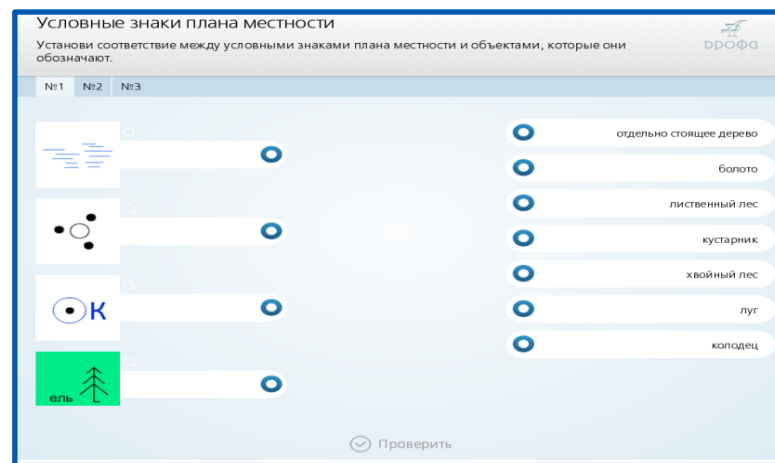 Условные знаки плана местности
Установи соответствие между условными знаками плана местности и объектами, которые они
обозначают.
дрофа
№1 №2 №3
отдельно стоящее дерево
болото
лиственный лес
кустарник
К
хвойный лес
луг
колодец
ель
Проверить